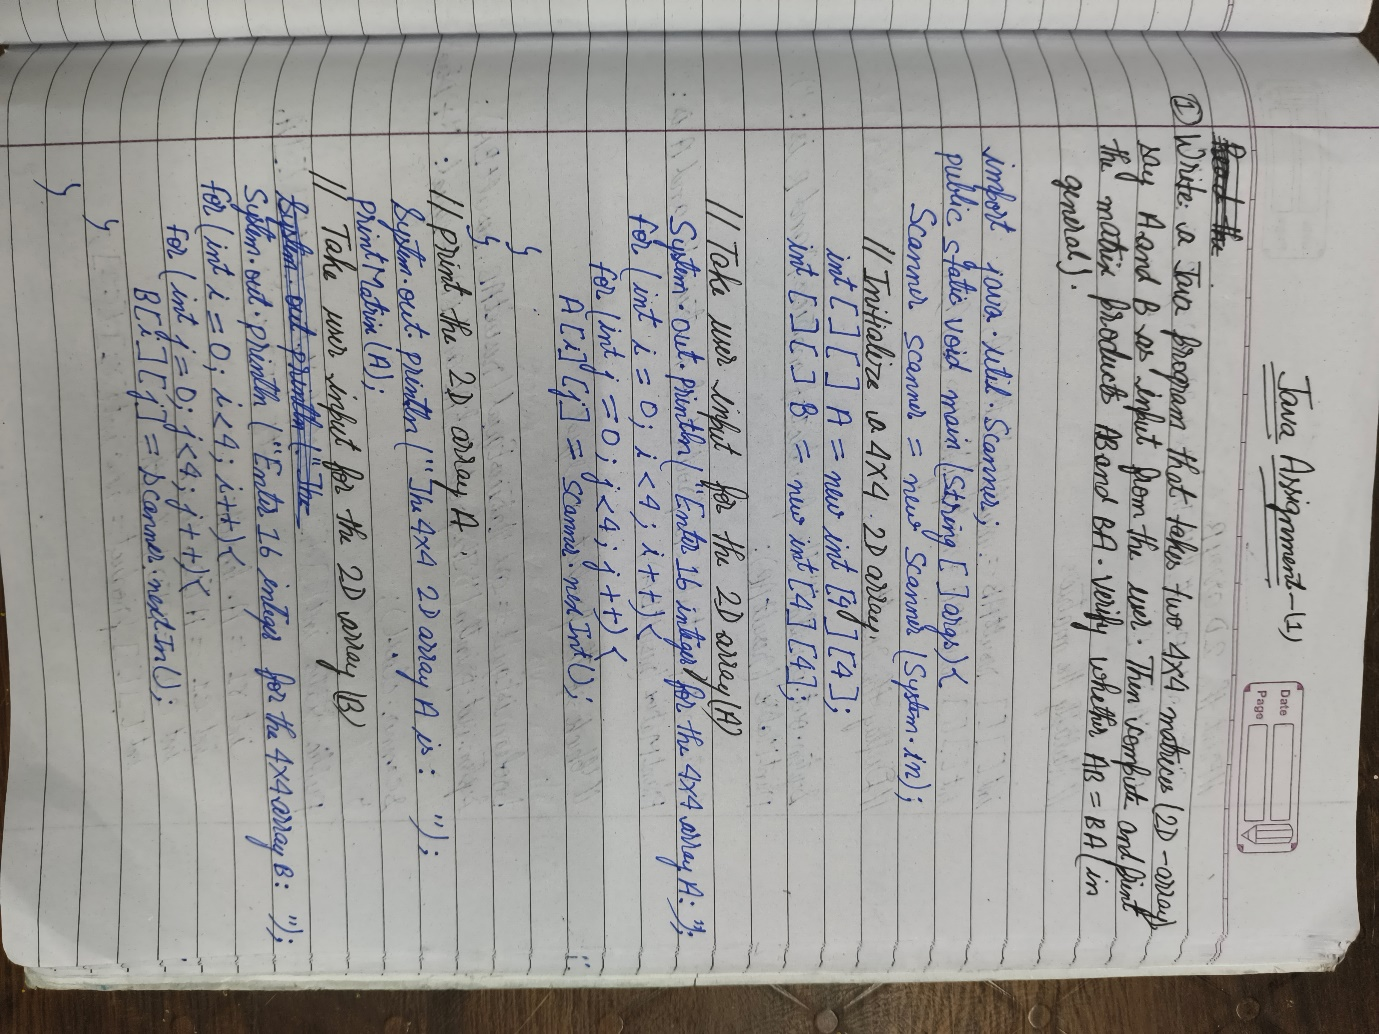 Java Assignment-(1)
Date
Page
① Write a Java program that takes two 4x4 matrices (2D-array)
say A and B as input from the user. Then compute and print
the matrix products AB and BA. Verify whether AB = BA (in
general).
import java.util.Scanner;
public static void main (String [] args) {
Scanner scanner = new Scanner (System.in);
// Initialize a 4X4 2D array.
int [ ] [ ] A = new int [4] [4];
int [ ] [ ] B = new int [4] [4];
// Take user input for the 2D array (A)
System.out.println ("Enter 16 integer for the 4x4 array A: ");
for (int i = 0; i < 4; i++) {
for (int j = 0; j < 4; j++) {
A [i] [j] = scanner.nextInt();
}
}
// print the 2D array A.
System.out.println ("The 4x4 2D array A is: ");
printMatrix (A);
// Take user input for the 2D array (B)
System.out.println ("The
System.out.println ("Enter 16 integer for the 4x4 array B: ");
for (int i = 0; i < 4; i++) {
for (int j = 0; j < 4; j++) {
B[i] [j] = scanner.nextIn();
}
}